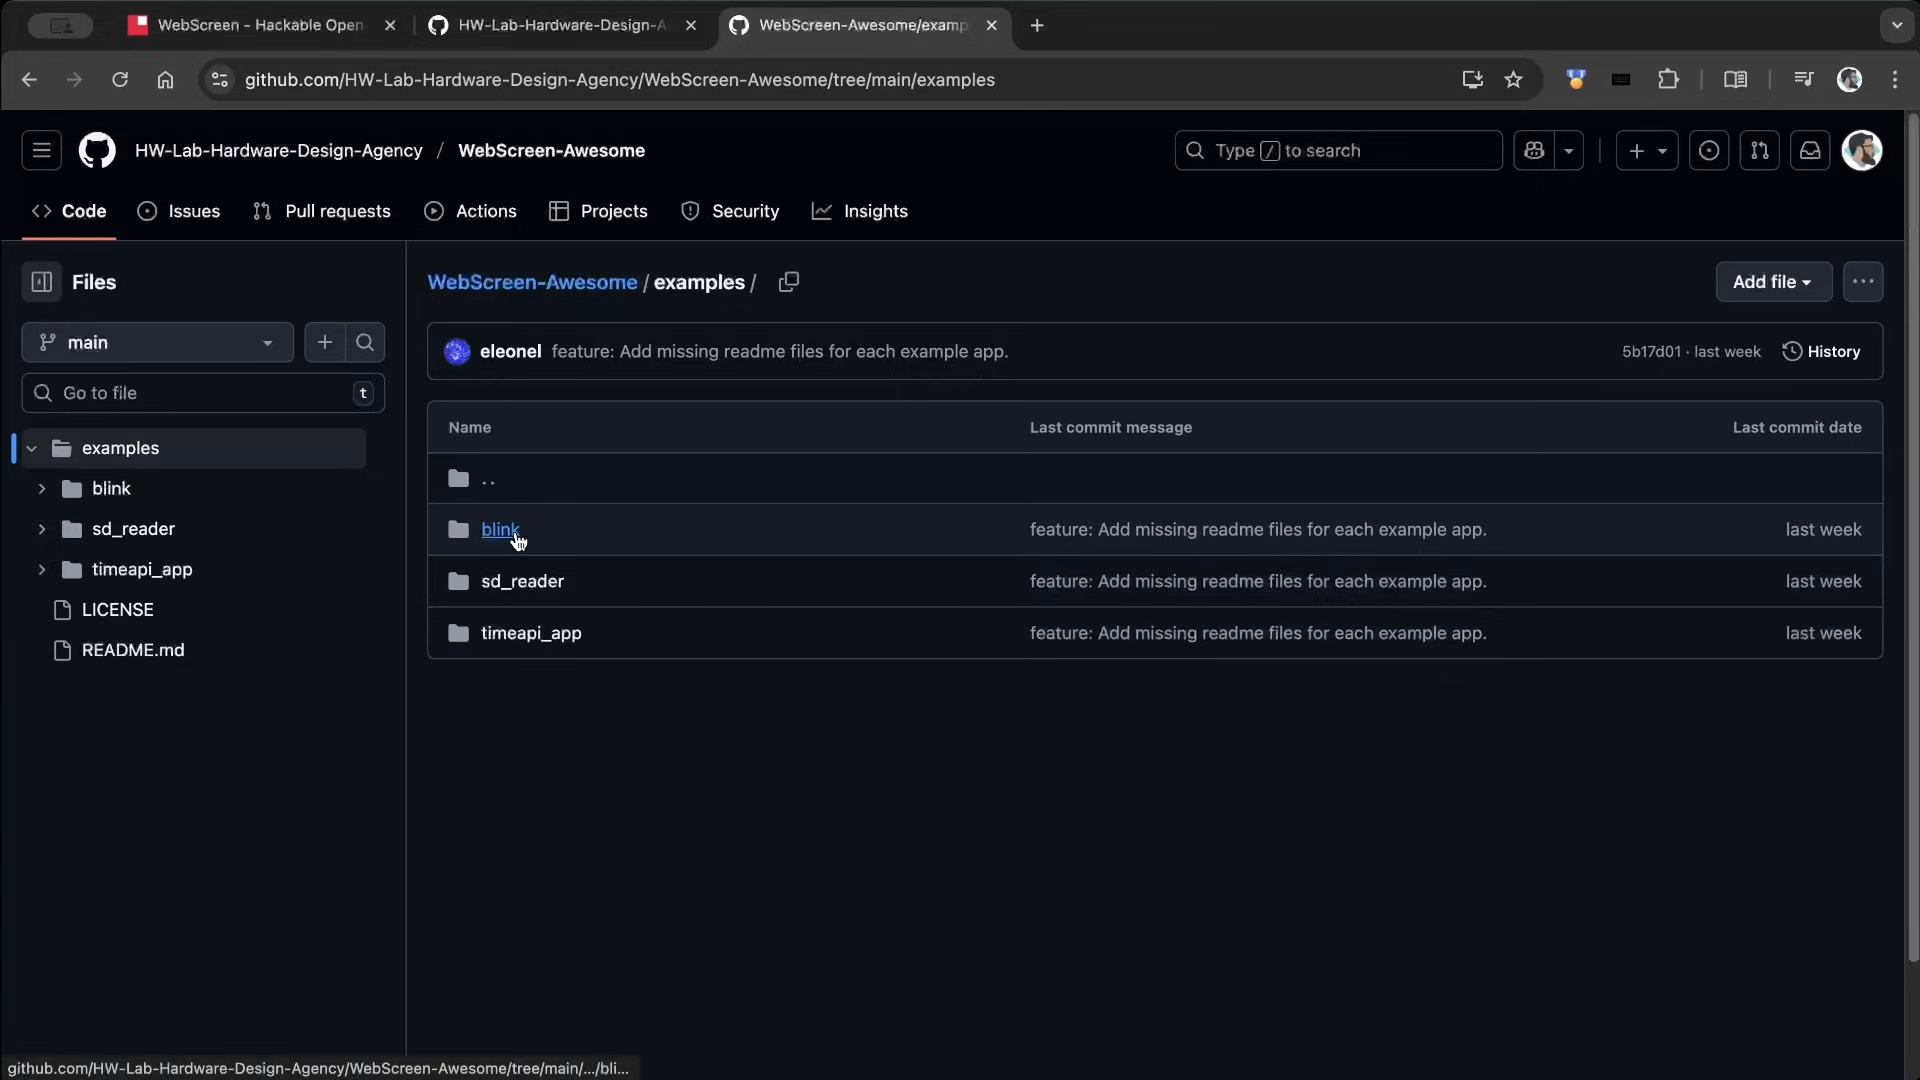 WebScreen - Hackable Open
HW-Lab-Hardware-Design-A
WebScreen-Awesome/examp
github.com/HW-Lab-Hardware-Design-Agency/WebScreen-Awesome/tree/main/examples
HW-Lab-Hardware-Design-Agency / WebScreen-Awesome
Type / to search
Code
Issues
Pull requests
Actions
Projects
Security
Insights
Files
WebScreen-Awesome / examples /
Add file
main
eleonel feature: Add missing readme files for each example app.
5b17d01 · last week
History
Go to file
t
Name
Last commit message
Last commit date
examples
..
blink
sd_reader
timeapi_app
LICENSE
README.md
blink
feature: Add missing readme files for each example app.
last week
sd_reader
feature: Add missing readme files for each example app.
last week
timeapi_app
feature: Add missing readme files for each example app.
last week
github.com/HW-Lab-Hardware-Design-Agency/WebScreen-Awesome/tree/main/.../bli...